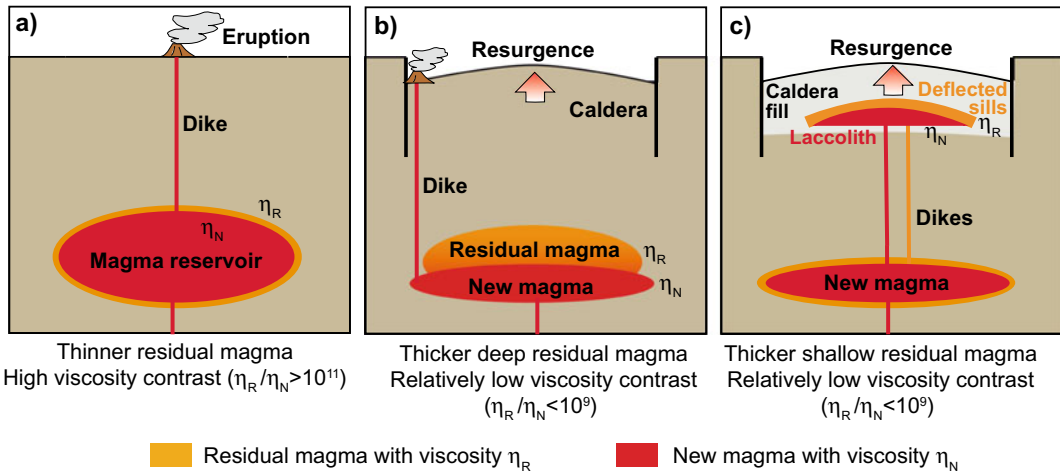 a)
Eruption
Dike
ηR
ηN
Magma reservoir
Thinner residual magma
High viscosity contrast (ηR/ηN>10¹¹)
b)
Resurgence
Caldera
Dike
Residual magma
ηR
New magma
ηN
Thicker deep residual magma
Relatively low viscosity contrast
(ηR/ηN<10⁹)
c)
Resurgence
Caldera
fill
Deflected
sills
ηR
Laccolith
ηN
Dikes
New magma
Thicker shallow residual magma
Relatively low viscosity contrast
(ηR/ηN<10⁹)
Residual magma with viscosity ηR
New magma with viscosity ηN